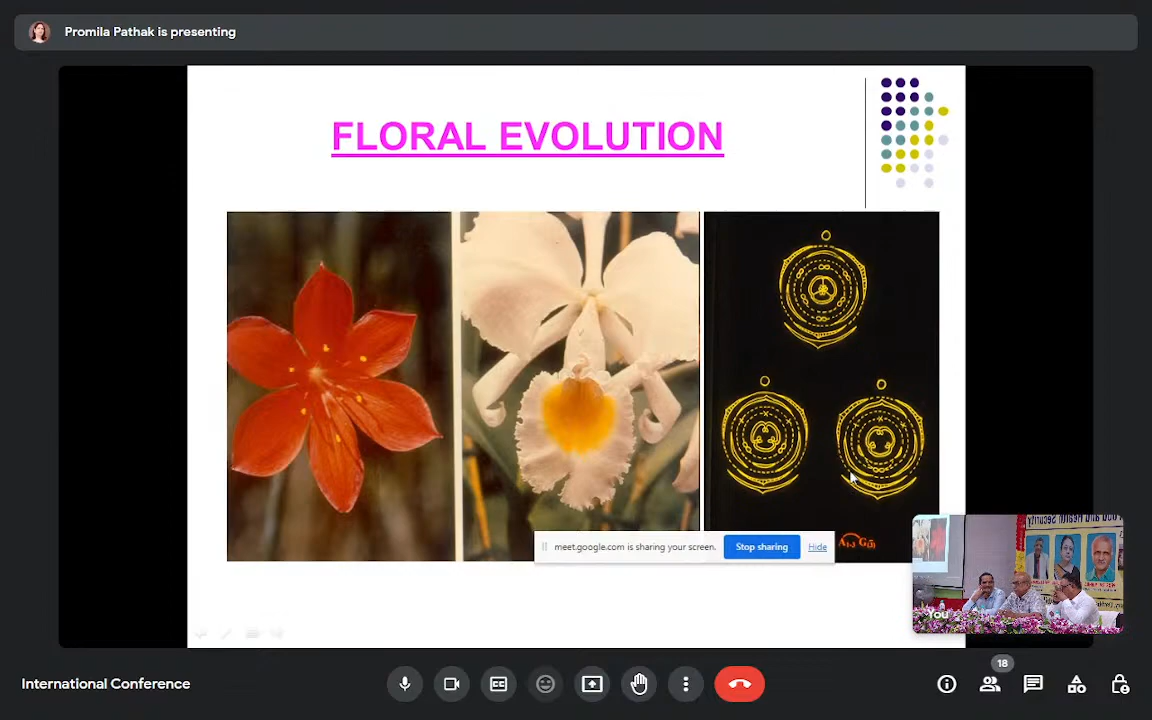 Promila Pathak is presenting
FLORAL EVOLUTION
meet.google.com is sharing your screen.
Stop sharing
Hide
You
International Conference
18